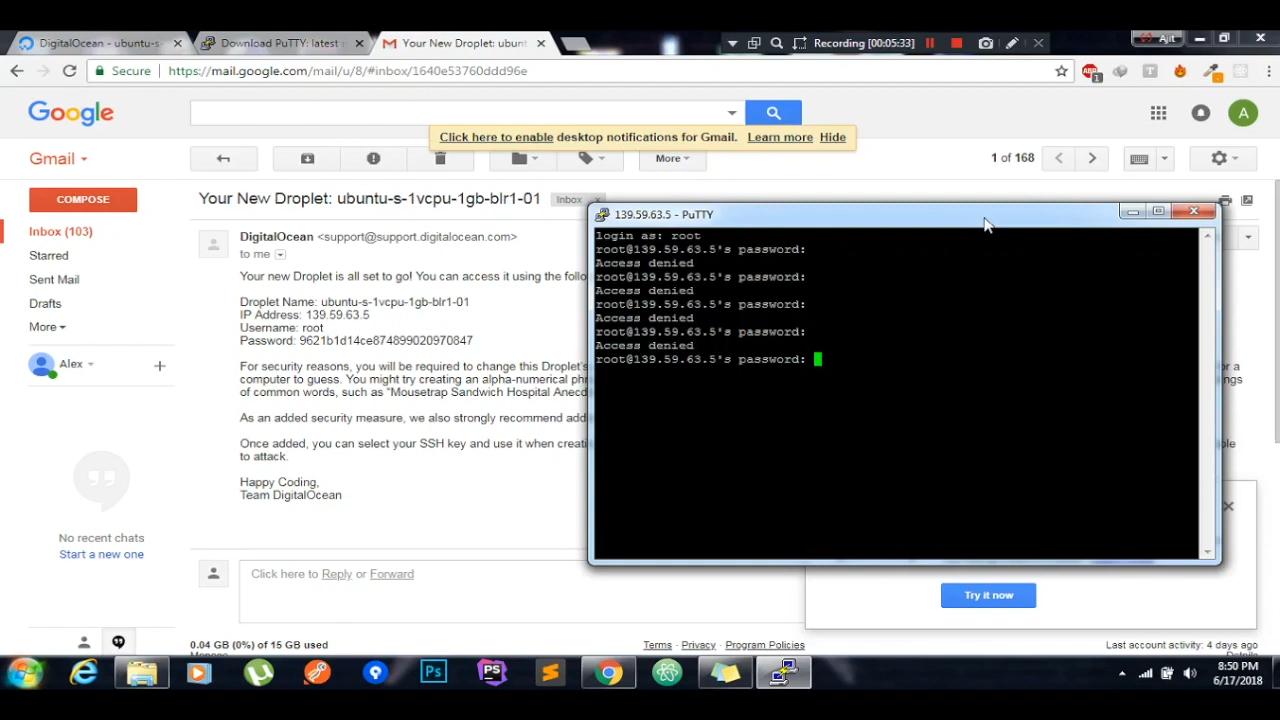 DigitalOcean - ubuntu-s-
Download PuTTY: latest
Your New Droplet: ubunt
Recording [00:05:33]
Ajit
Secure
https://mail.google.com/mail/u/8/#inbox/1640e53760ddd96e
ABP
1
T
Google
Click here to enable desktop notifications for Gmail. Learn more Hide
A
Gmail
More
1 of 168
COMPOSE
Your New Droplet: ubuntu-s-1vcpu-1gb-blr1-01
Inbox x
Inbox (103)
Starred
Sent Mail
Drafts
More
Alex
No recent chats
Start a new one
DigitalOcean <support@support.digitalocean.com>
to me
Your new Droplet is all set to go! You can access it using the follo
Droplet Name: ubuntu-s-1vcpu-1gb-blr1-01
IP Address: 139.59.63.5
Username: root
Password: 9621b1d14ce874899020970847
For security reasons, you will be required to change this Droplet's
for a
computer to guess. You might try creating an alpha-numerical phr
ngs
of common words, such as "Mousetrap Sandwich Hospital Anecd
As an added security measure, we also strongly recommend add
Once added, you can select your SSH key and use it when creati
ple
to attack.
Happy Coding,
Team DigitalOcean
Click here to Reply or Forward
139.59.63.5 - PuTTY
login as: root
root@139.59.63.5's password:
Access denied
root@139.59.63.5's password:
Access denied
root@139.59.63.5's password:
Access denied
root@139.59.63.5's password:
Access denied
root@139.59.63.5's password:
Try it now
0.04 GB (0%) of 15 GB used
Manage
Terms - Privacy - Program Policies
Last account activity: 4 days ago
Details
Ps
PS
8:50 PM
6/17/2018